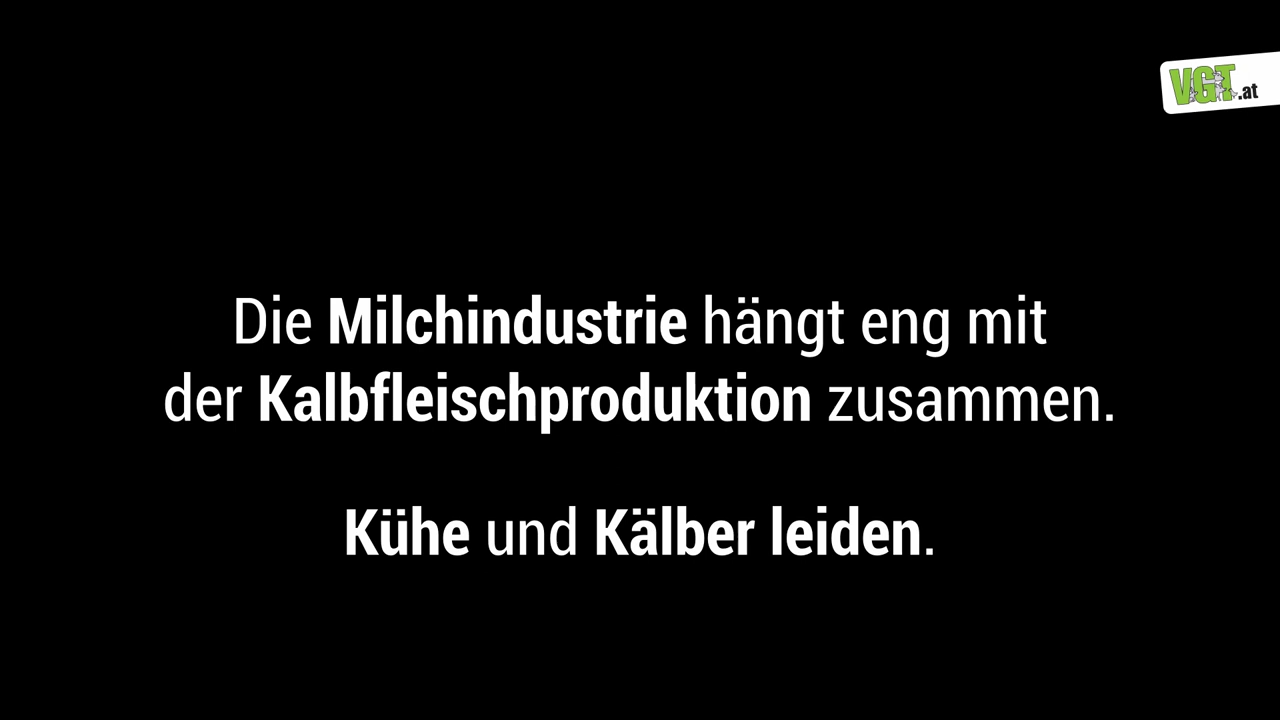 VGT.at
Die Milchindustrie hängt eng mit
der Kalbfleischproduktion zusammen.
Kühe und Kälber leiden.